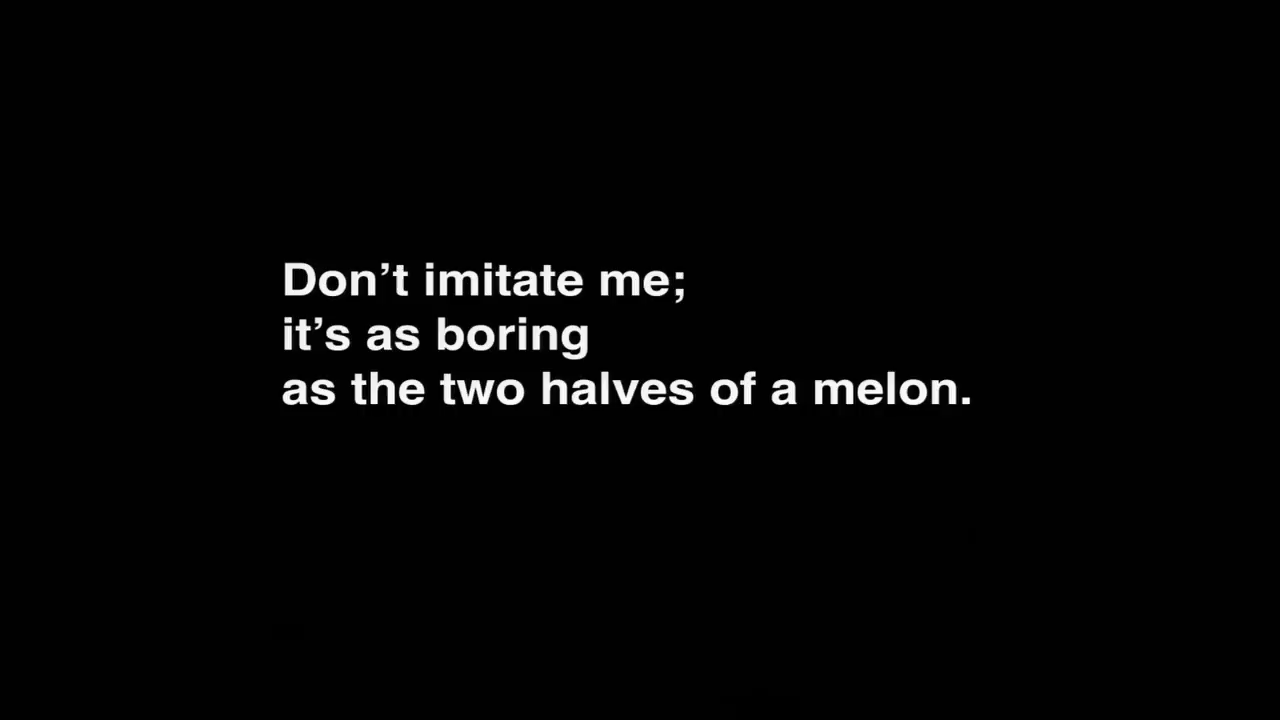 Don’t imitate me;
it’s as boring
as the two halves of a melon.